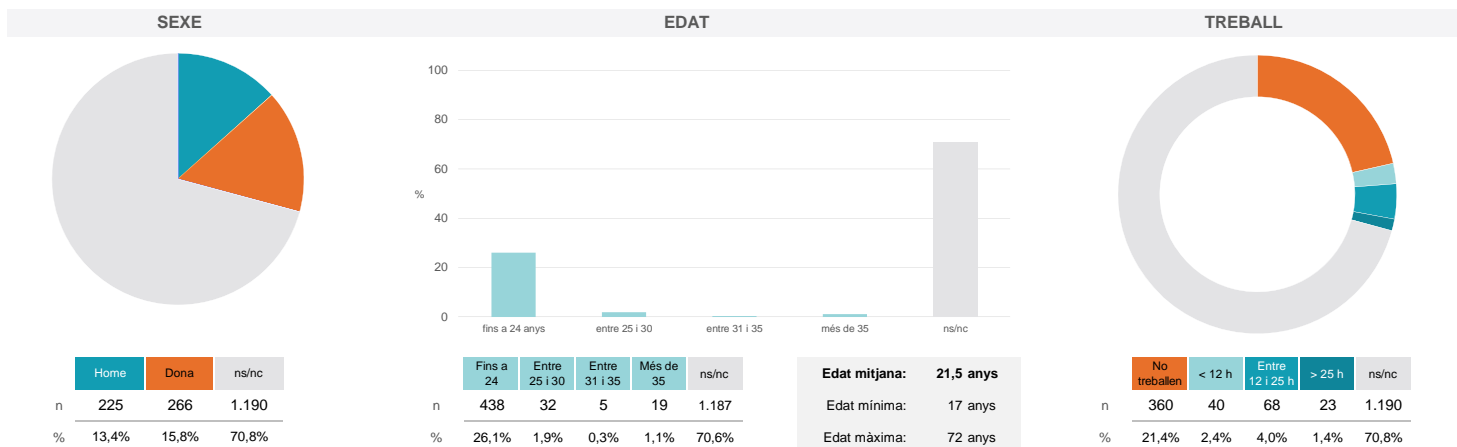 SEXE EDAT TREBALL
100
80
60
%
40
20
0
fins a 24 anys entre 25 i 30 entre 31 i 35 més de 35 ns/nc
Home Dona ns/nc
n 225 266 1.190
% 13,4% 15,8% 70,8%
Fins a
24
Entre
25 i 30
Entre
31 i 35
Més de
35
ns/nc
n 438 32 5 19 1.187
% 26,1% 1,9% 0,3% 1,1% 70,6%
Edat mitjana: 21,5 anys
Edat mínima: 17 anys
Edat màxima: 72 anys
No
treballen
< 12 h
Entre
12 i 25 h
> 25 h
ns/nc
n 360 40 68 23 1.190
% 21,4% 2,4% 4,0% 1,4% 70,8%